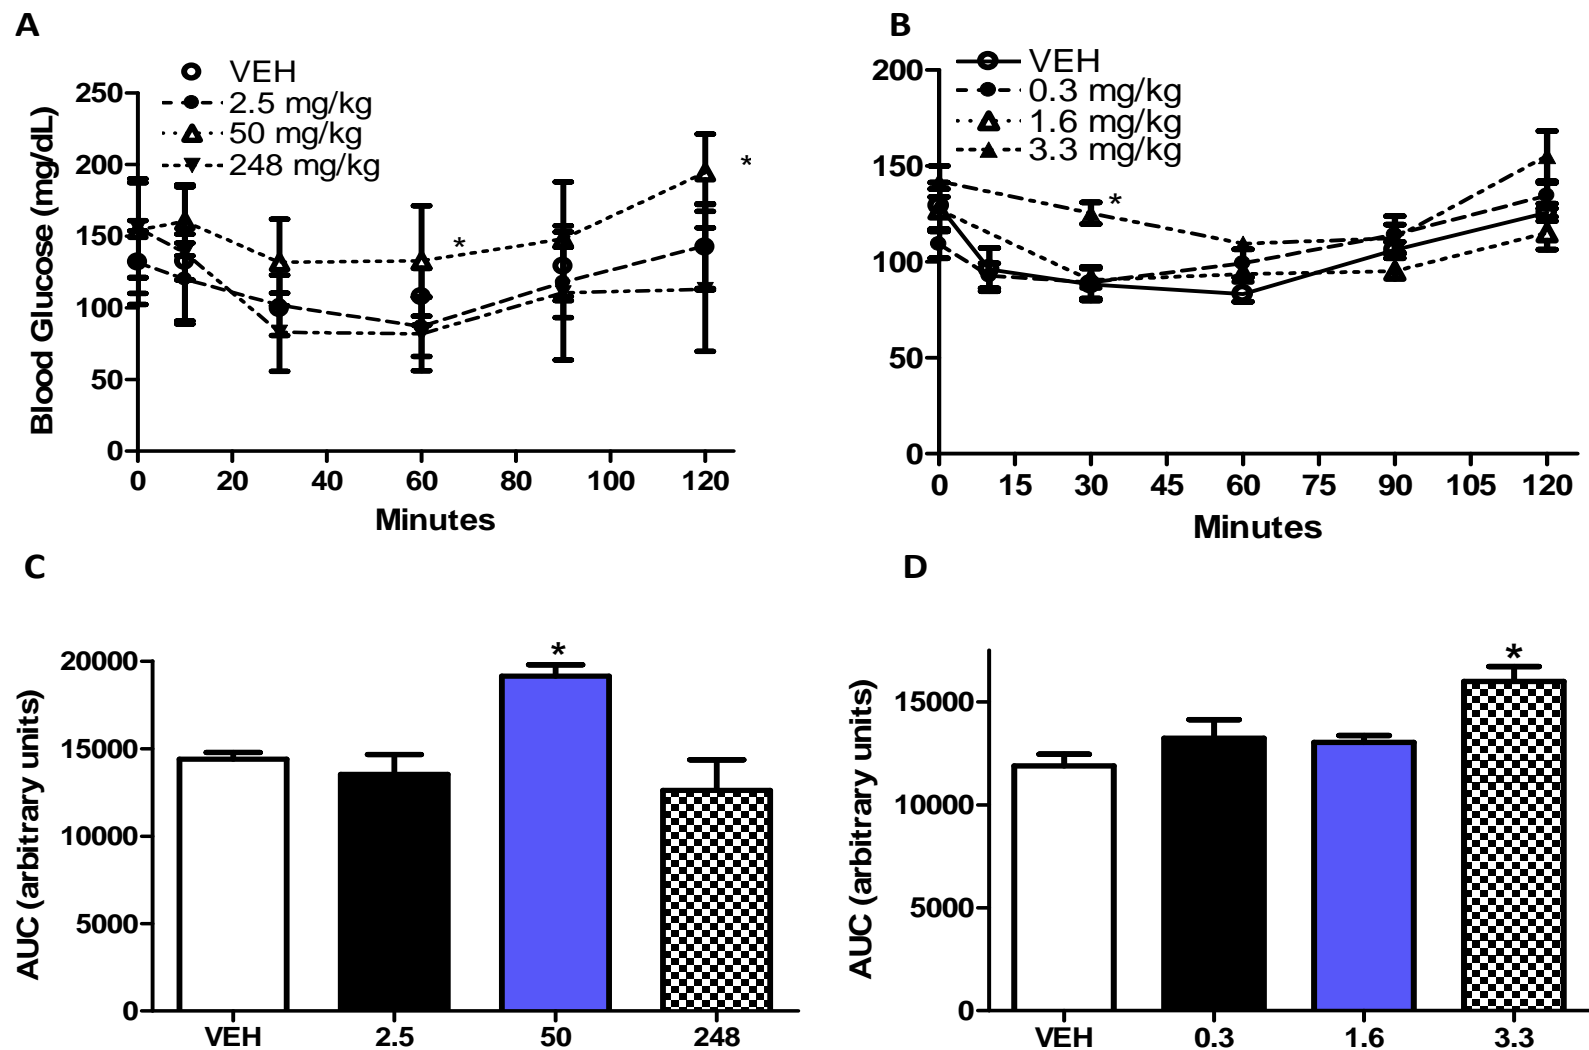 A
VEH
2.5 mg/kg
50 mg/kg
248 mg/kg
250
200
150
100
50
0
Blood Glucose (mg/dL)
*
*
0 20 40 60 80 100 120
Minutes
B
VEH
0.3 mg/kg
1.6 mg/kg
3.3 mg/kg
200
150
100
50
0
*
0 15 30 45 60 75 90 105 120
Minutes
C
20000
15000
10000
5000
0
AUC (arbitrary units)
*
VEH 2.5 50 248
D
15000
10000
5000
0
AUC (arbitrary units)
*
VEH 0.3 1.6 3.3